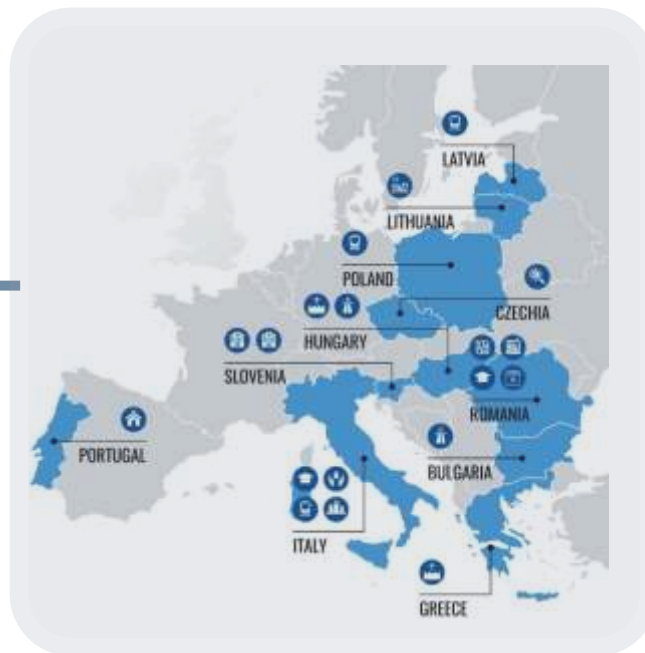 LATVIA
LITHUANIA
POLAND
CZECHIA
HUNGARY
SLOVENIA
ROMANIA
PORTUGAL
BULGARIA
ITALY
GREECE